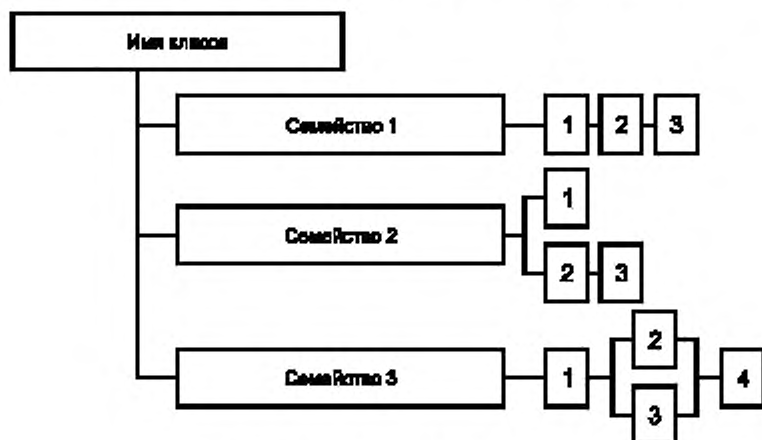 Имя класса
Семейство 1 1 2 3
1
Семейство 2
2 3
2
Семейство 3 1 4
3